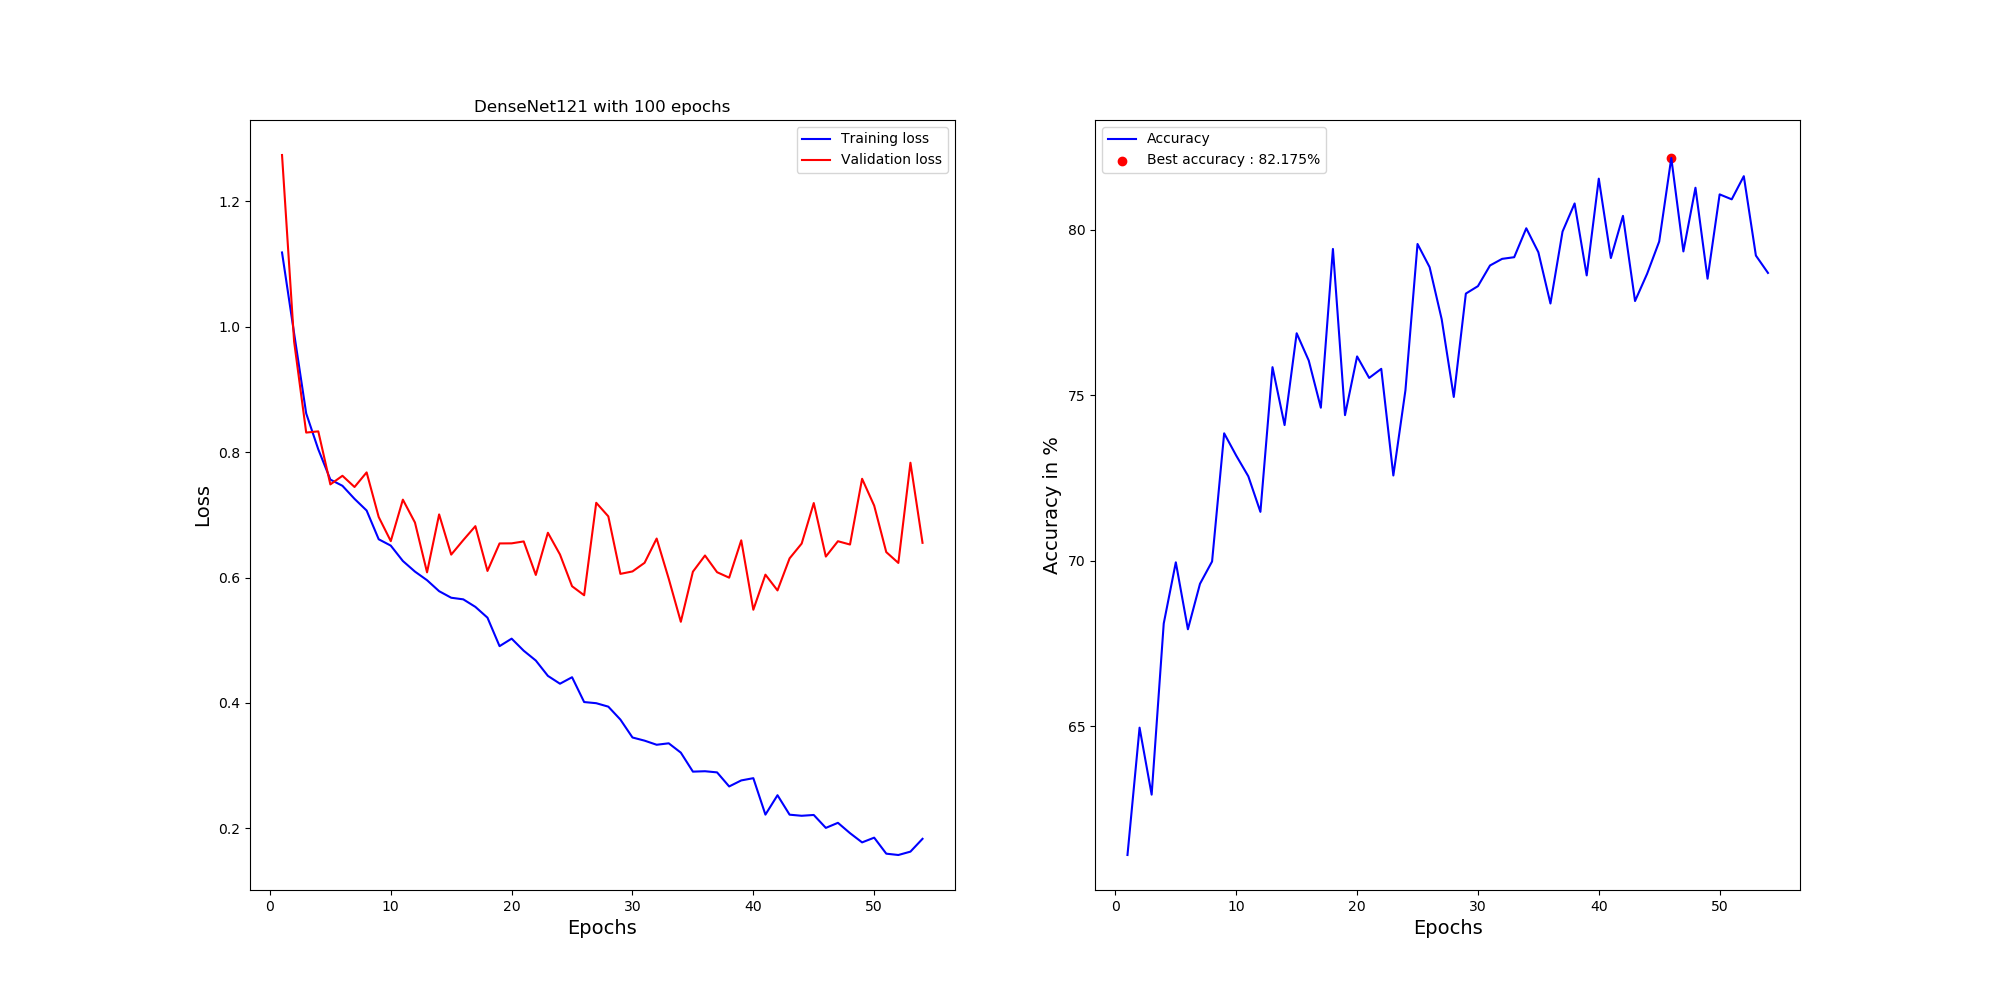 DenseNet121 with 100 epochs
Training loss
Validation loss
1.2
1.0
0.8
0.6
0.4
0.2
Loss
0 10 20 30 40 50
Epochs
Accuracy
Best accuracy : 82.175%
80
75
70
65
Accuracy in %
0 10 20 30 40 50
Epochs